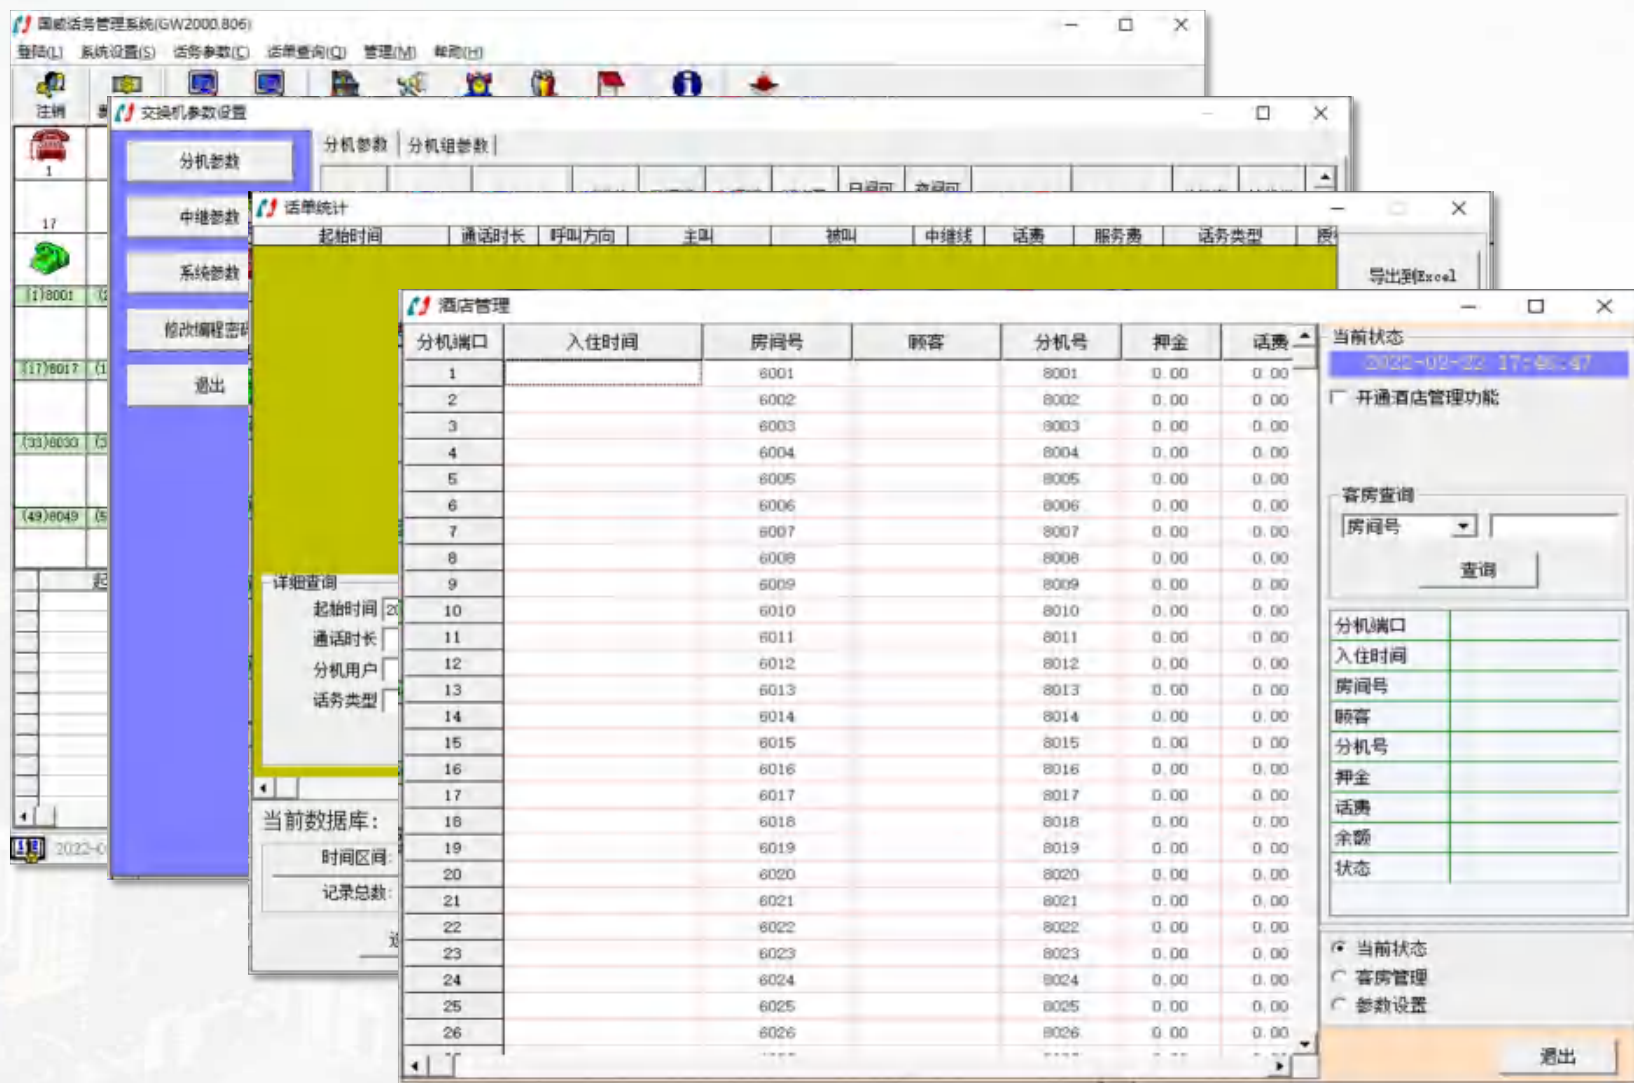 国威话务管理系统(GW2000.806)
登陆(L) 系统设置(S) 话务参数(C) 话单查询(Q) 管理(M) 帮助(H)
注销
交换机参数设置
分机参数
中继参数
系统参数
修改编程密码
退出
分机参数 分机组参数
1
17
(1)8001
(17)8017
(33)8033
(49)8049
话单统计
起始时间 通话时长 呼叫方向 主叫 被叫 中继线 话费 服务费 话务类型
导出到Excel
详细查询
起始时间 20
通话时长
分机用户
话务类型
当前数据库:
时间区间:
记录总数:
酒店管理
分机端口 入住时间 房间号 顾客 分机号 押金 话费
1 6001 8001 0.00 0.00
2 6002 8002 0.00 0.00
3 6003 8003 0.00 0.00
4 6004 8004 0.00 0.00
5 6005 8005 0.00 0.00
6 6006 8006 0.00 0.00
7 6007 8007 0.00 0.00
8 6008 8008 0.00 0.00
9 6009 8009 0.00 0.00
10 6010 8010 0.00 0.00
11 6011 8011 0.00 0.00
12 6012 8012 0.00 0.00
13 6013 8013 0.00 0.00
14 6014 8014 0.00 0.00
15 6015 8015 0.00 0.00
16 6016 8016 0.00 0.00
17 6017 8017 0.00 0.00
18 6018 8018 0.00 0.00
19 6019 8019 0.00 0.00
20 6020 8020 0.00 0.00
21 6021 8021 0.00 0.00
22 6022 8022 0.00 0.00
23 6023 8023 0.00 0.00
24 6024 8024 0.00 0.00
25 6025 8025 0.00 0.00
26 6026 8026 0.00 0.00
当前状态
2022-02-22 17:46:47
开通酒店管理功能
客房查询
房间号
查询
分机端口
入住时间
房间号
顾客
分机号
押金
话费
余额
状态
当前状态
客房管理
参数设置
退出